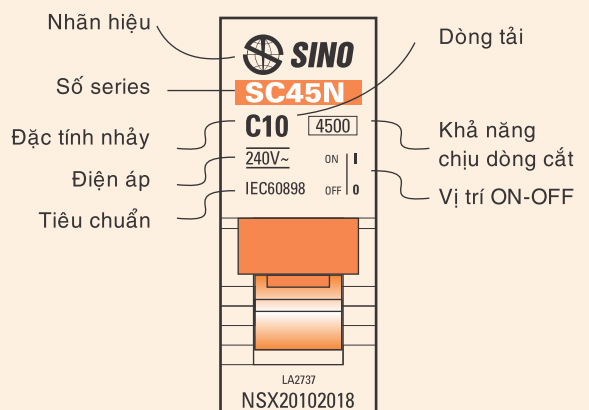 Nhãn hiệu
SINO
Dòng tải
Số series
SC45N
Đặc tính nhảy
C10
4500
Khả năng
chịu dòng cắt
Điện áp
240V~
ON
I
Tiêu chuẩn
IEC60898
OFF
0
Vị trí ON-OFF
LA2737
NSX20102018